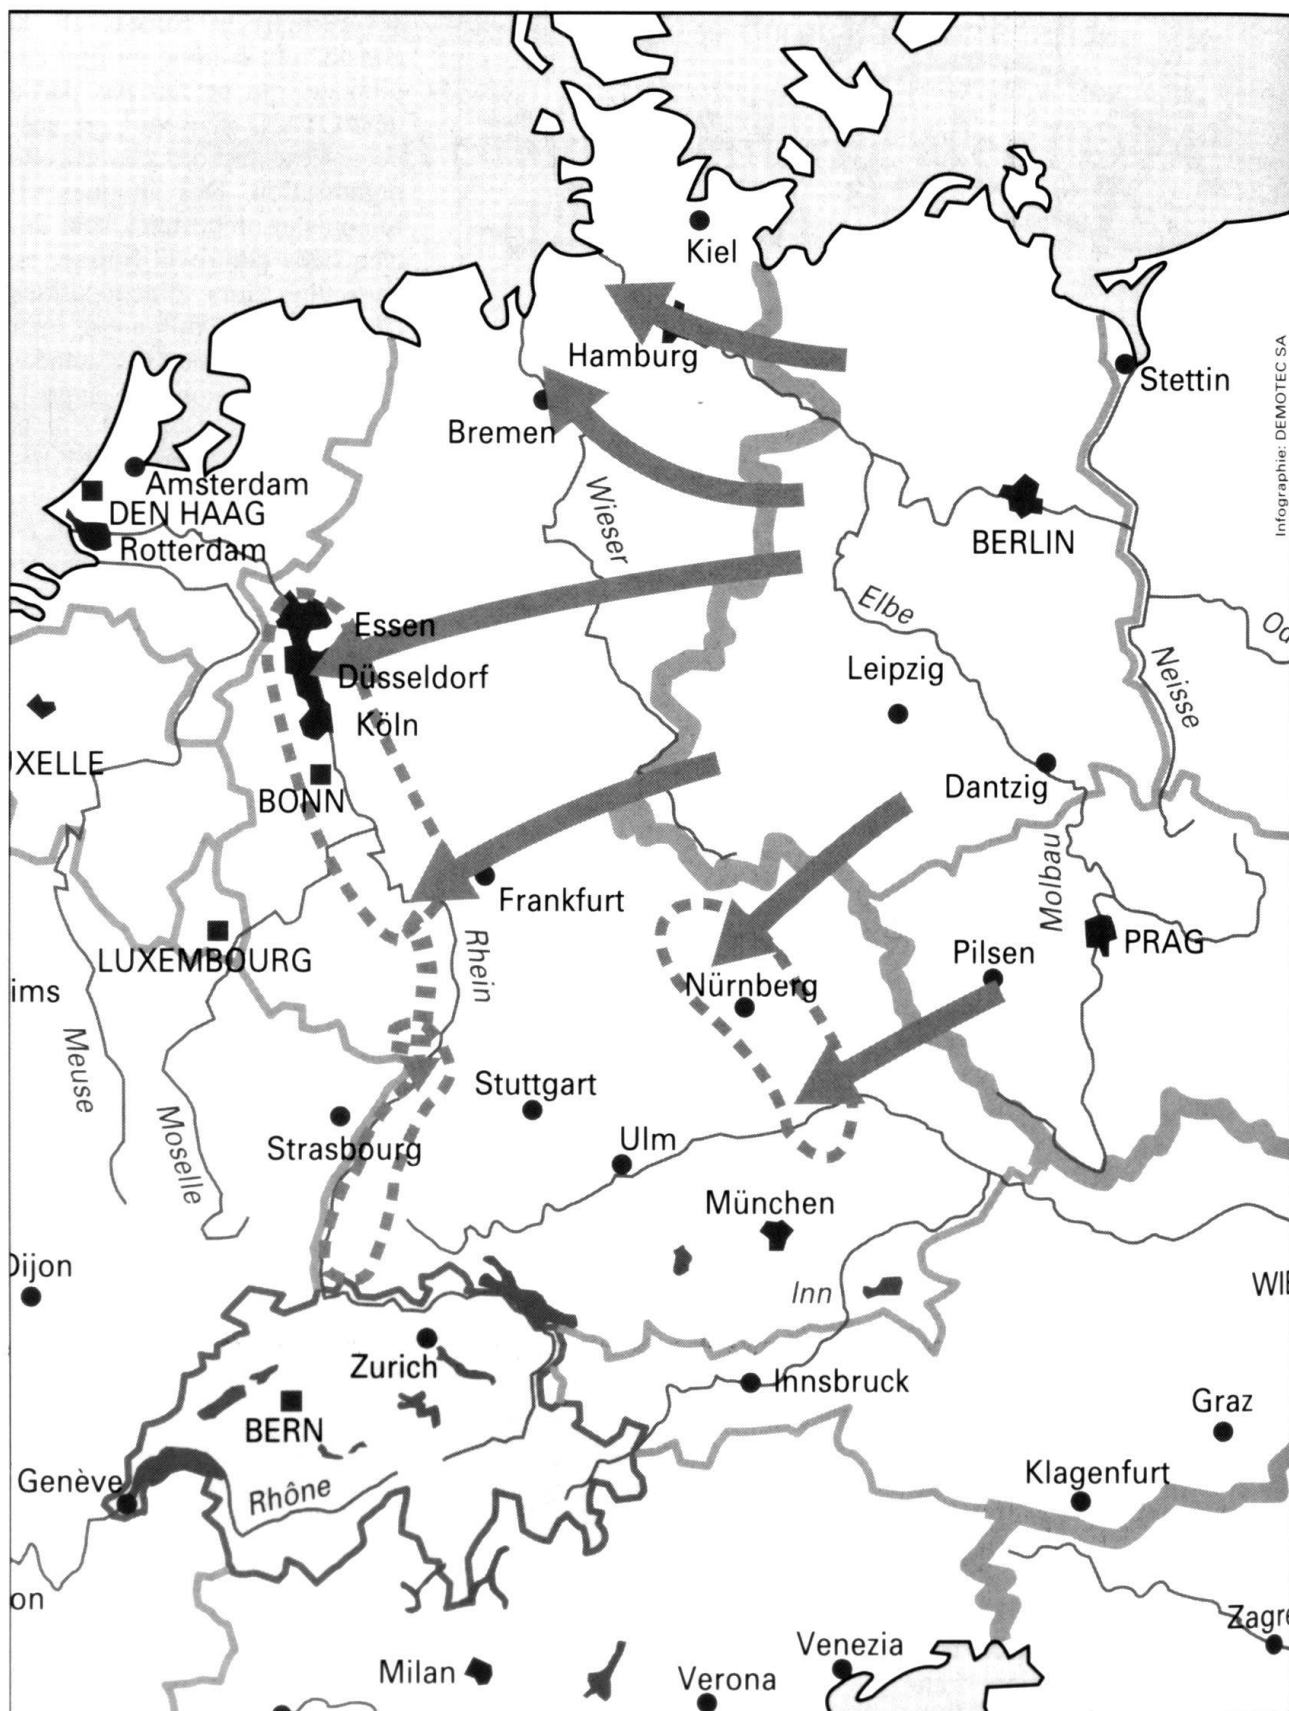 Kiel
Hamburg
Stettin
Bremen
Infographie: DEMOTEC SA
Amsterdam
DEN HAAG
Rotterdam
Wieser
BERLIN
Elbe
Essen
Düsseldorf
Köln
Leipzig
Neisse
Od
UXELLE
BONN
Dantzig
Molbau
Frankfurt
LUXEMBOURG
Rhein
PRAG
Pilsen
ims
Nürnberg
Meuse
Moselle
Stuttgart
Strasbourg
Ulm
München
Dijon
Inn
WIE
Zurich
BERN
Innsbruck
Graz
Genève
Rhône
Klagenfurt
on
Zagre
Milan
Venezia
Verona